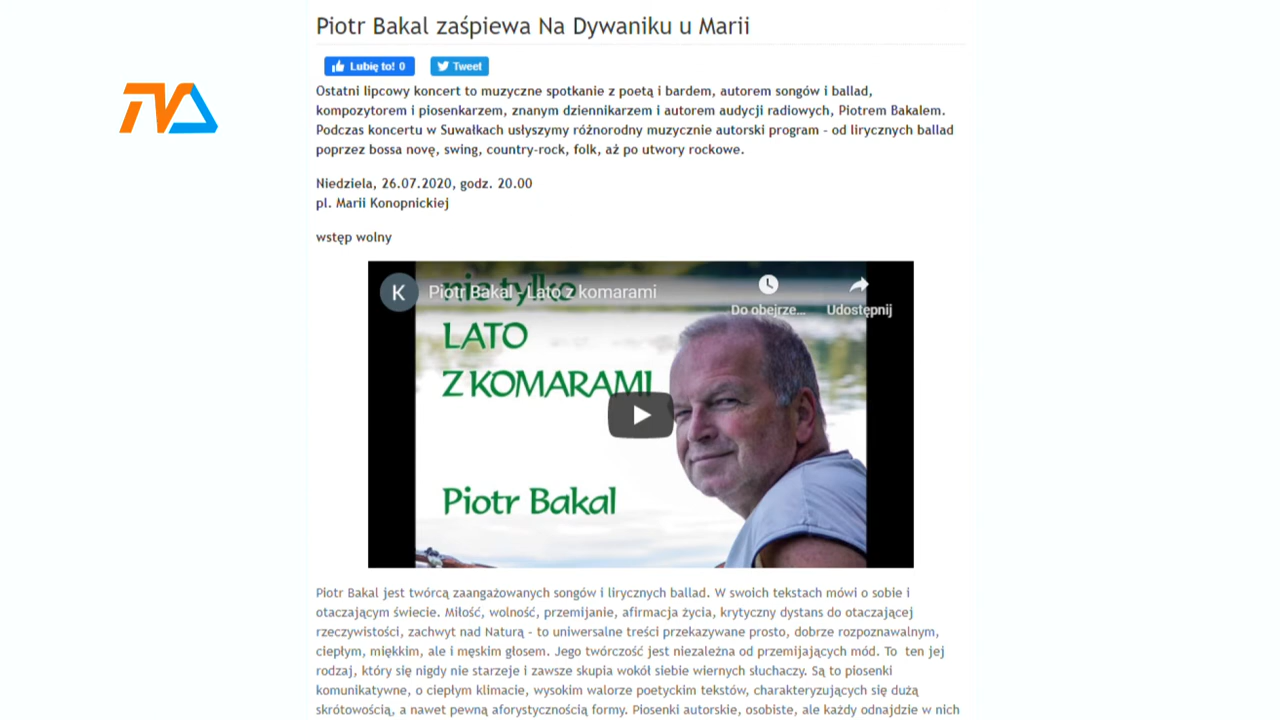 Piotr Bakal zaśpiewa Na Dywaniku u Marii
Lubię to! 0
Tweet
TVA
Ostatni lipcowy koncert to muzyczne spotkanie z poetą i bardem, autorem songów i ballad,
kompozytorem i piosenkarzem, znanym dziennikarzem i autorem audycji radiowych, Piotrem Bakalem.
Podczas koncertu w Suwałkach usłyszymy różnorodny muzycznie autorski program - od lirycznych ballad
poprzez bossa novę, swing, country-rock, folk, aż po utwory rockowe.
Niedziela, 26.07.2020, godz. 20.00
pl. Marii Konopnickiej
wstęp wolny
nie tylko
K
Piotr Bakal - Lato z komarami
Do obejrze...
Udostępnij
LATO
Z KOMARAMI
Piotr Bakal
Piotr Bakal jest twórcą zaangażowanych songów i lirycznych ballad. W swoich tekstach mówi o sobie i
otaczającym świecie. Miłość, wolność, przemijanie, afirmacja życia, krytyczny dystans do otaczającej
rzeczywistości, zachwyt nad Naturą - to uniwersalne treści przekazywane prosto, dobrze rozpoznawalnym,
ciepłym, miękkim, ale i męskim głosem. Jego twórczość jest niezależna od przemijających mód. To  ten jej
rodzaj, który się nigdy nie starzeje i zawsze skupia wokół siebie wiernych słuchaczy. Są to piosenki
komunikatywne, o ciepłym klimacie, wysokim walorze poetyckim tekstów, charakteryzujących się dużą
skrótowością, a nawet pewną aforystycznością formy. Piosenki autorskie, osobiste, ale każdy odnajdzie w nich